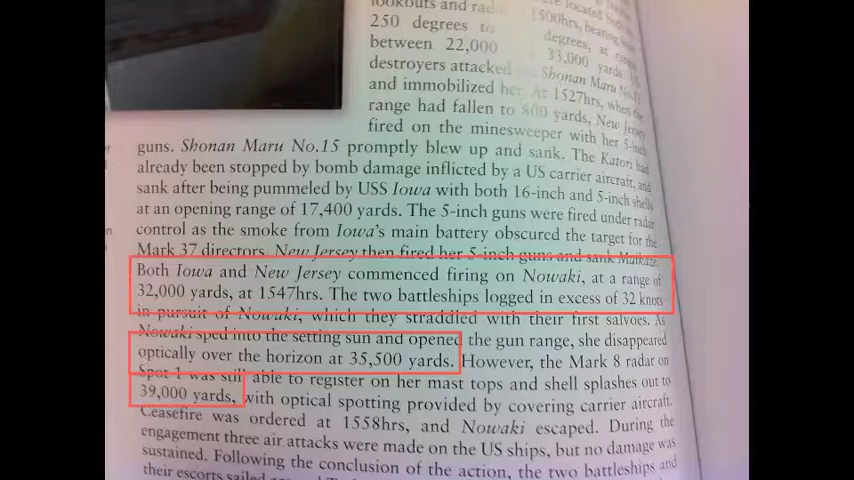 lookouts and rad
1500hrs, bearing
250 degrees to
degrees, at
between 22,000
33,000 yards.
destroyers attacked Shonan Maru No.15
and immobilized her. At 1527hrs, when the
range had fallen to 800 yards, New Jersey
fired on the minesweeper with her 5-inch
guns. Shonan Maru No.15 promptly blew up and sank. The Katori had
already been stopped by bomb damage inflicted by a US carrier aircraft, and
sank after being pummeled by USS Iowa with both 16-inch and 5-inch shells
at an opening range of 17,400 yards. The 5-inch guns were fired under radar
control as the smoke from Iowa's main battery obscured the target for the
Mark 37 directors. New Jersey then fired her 5-inch guns and sank Maikaze.
Both Iowa and New Jersey commenced firing on Nowaki, at a range of
32,000 yards, at 1547hrs. The two battleships logged in excess of 32 knots
in pursuit of Nowaki, which they straddled with their first salvoes. As
Nowaki sped into the setting sun and opened the gun range, she disappeared
optically over the horizon at 35,500 yards. However, the Mark 8 radar on
Spot 1 was still able to register on her mast tops and shell splashes out to
39,000 yards, with optical spotting provided by covering carrier aircraft.
Ceasefire was ordered at 1558hrs, and Nowaki escaped. During the
engagement three air attacks were made on the US ships, but no damage was
sustained. Following the conclusion of the action, the two battleships and
their escorts sailed